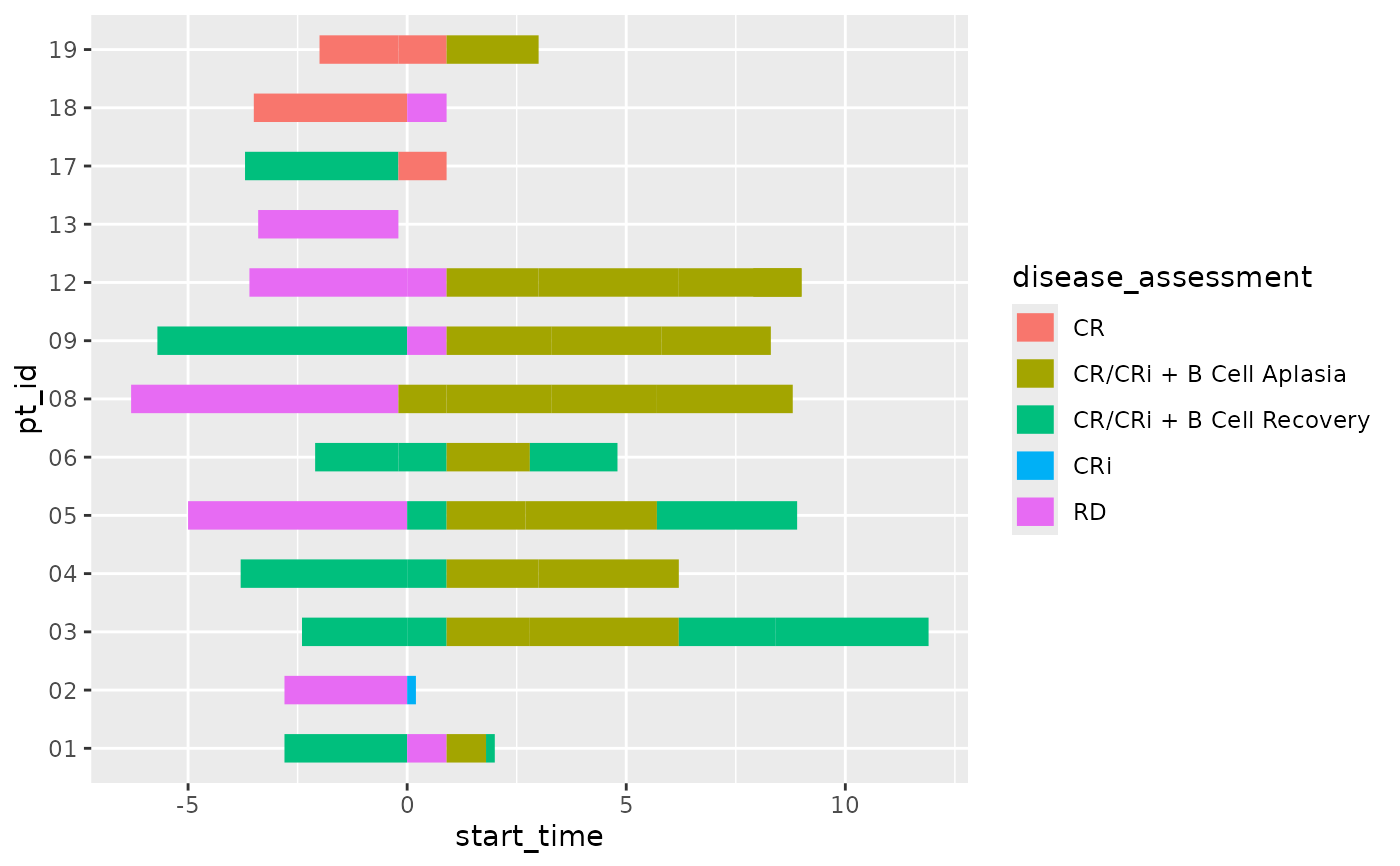 19
18
17
13
12
09
08
06
05
04
03
02
01
pt_id
-5 0 5 10
start_time
disease_assessment
CR
CR/CRi + B Cell Aplasia
CR/CRi + B Cell Recovery
CRi
RD